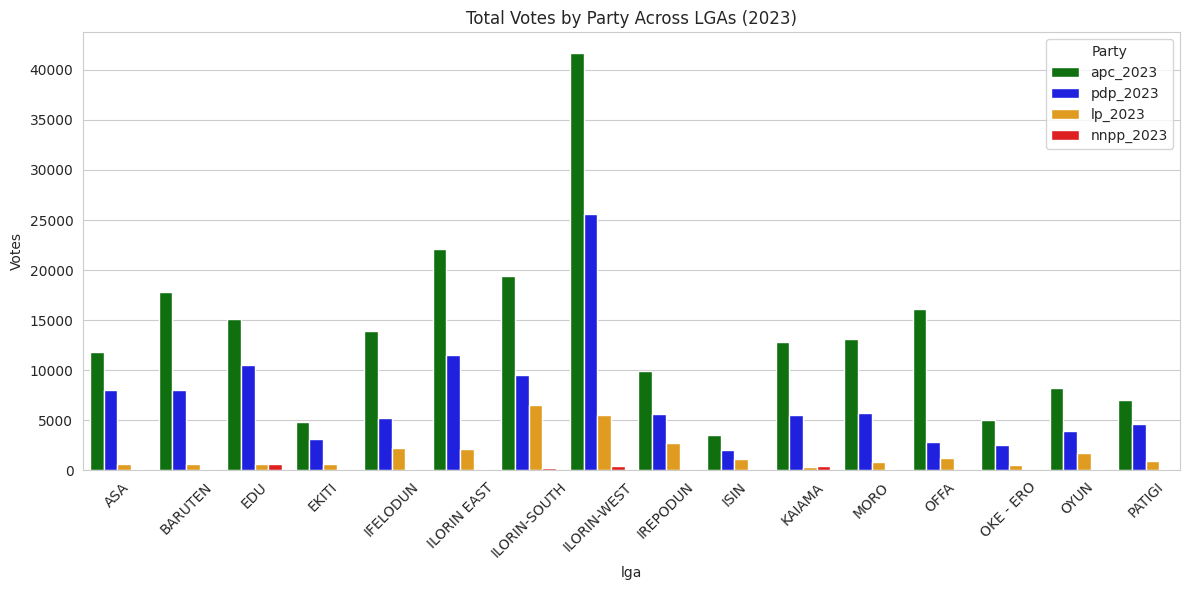 Total Votes by Party Across LGAs (2023)
Party
apc_2023
pdp_2023
lp_2023
nnpp_2023
Votes
40000
35000
30000
25000
20000
15000
10000
5000
0
ASA
BARUTEN
EDU
EKITI
IFELODUN
ILORIN EAST
ILORIN-SOUTH
ILORIN-WEST
IREPODUN
ISIN
KAIAMA
MORO
OFFA
OKE - ERO
OYUN
PATIGI
lga